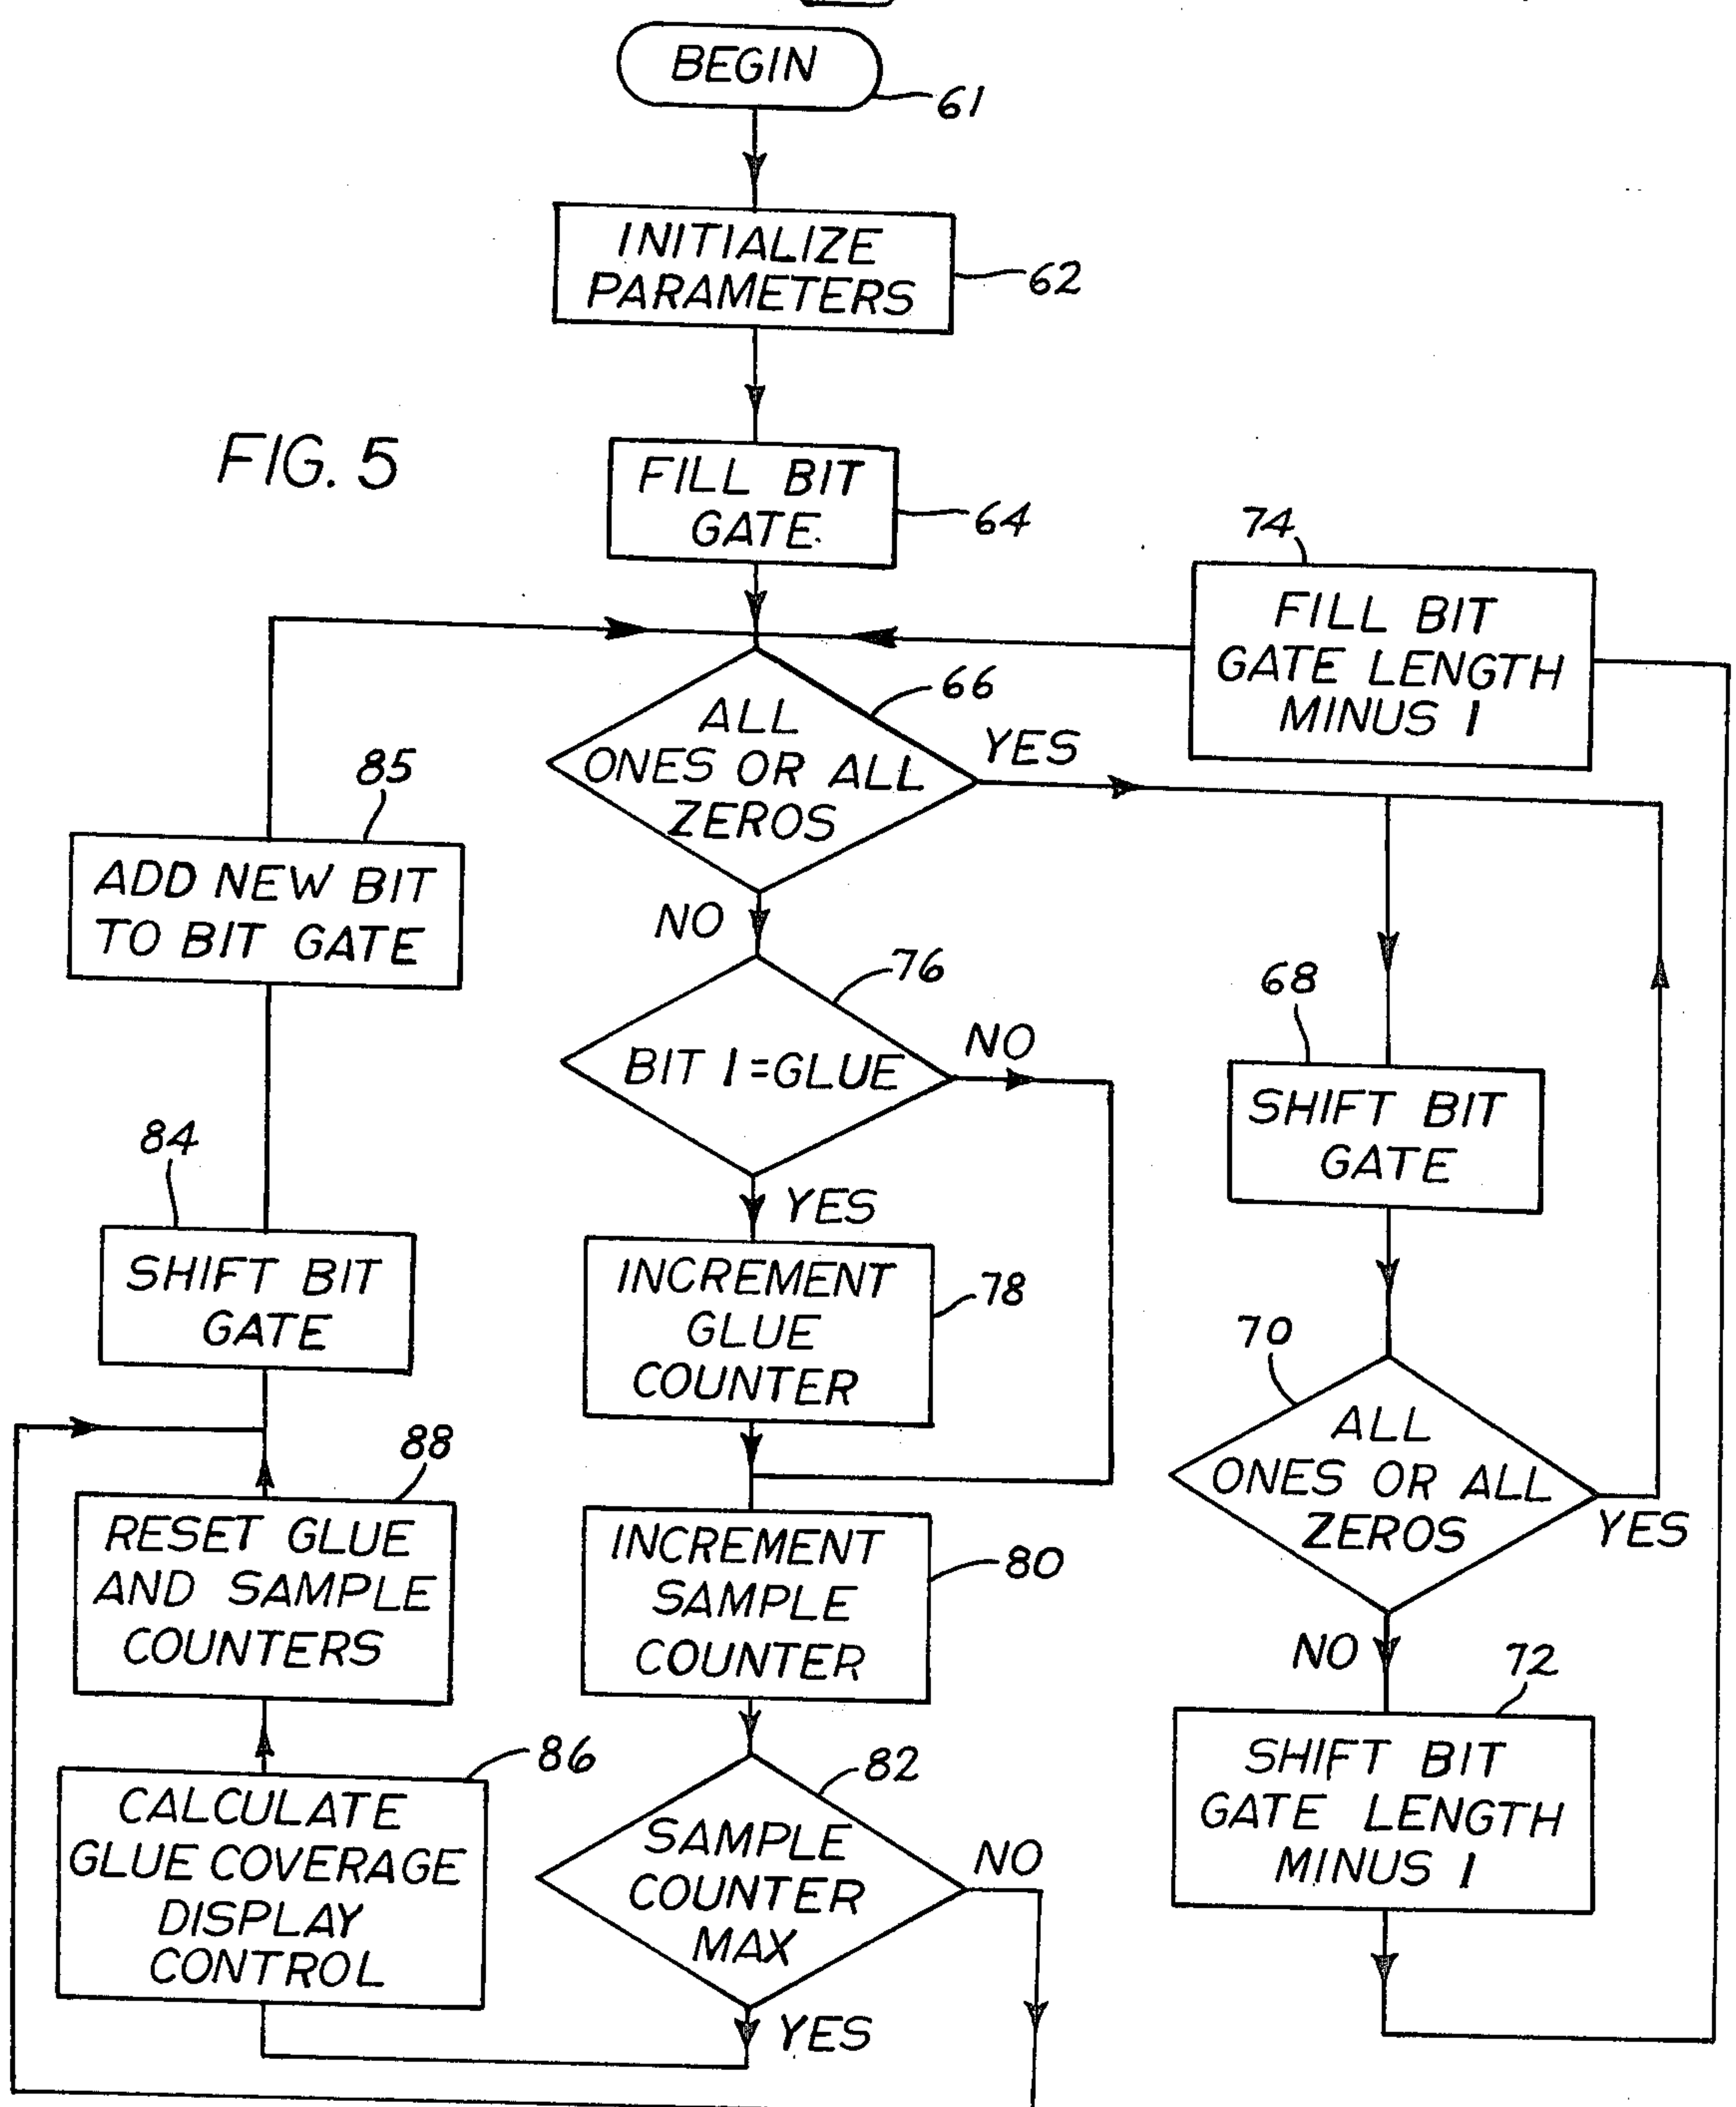 BEGIN
61
INITIALIZE
PARAMETERS
62
FIG. 5
FILL BIT
GATE
64
74
FILL BIT
GATE LENGTH
MINUS 1
66
ALL
ONES OR ALL
ZEROS
YES
85
ADD NEW BIT
TO BIT GATE
NO
76
BIT 1=GLUE
NO
68
SHIFT BIT
GATE
84
SHIFT BIT
GATE
YES
INCREMENT
GLUE
COUNTER
78
70
ALL
ONES OR ALL
ZEROS
YES
88
RESET GLUE
AND SAMPLE
COUNTERS
INCREMENT
SAMPLE
COUNTER
80
NO
72
SHIFT BIT
GATE LENGTH
MINUS 1
86
CALCULATE
GLUE COVERAGE
DISPLAY
CONTROL
82
SAMPLE
COUNTER
MAX
NO
YES